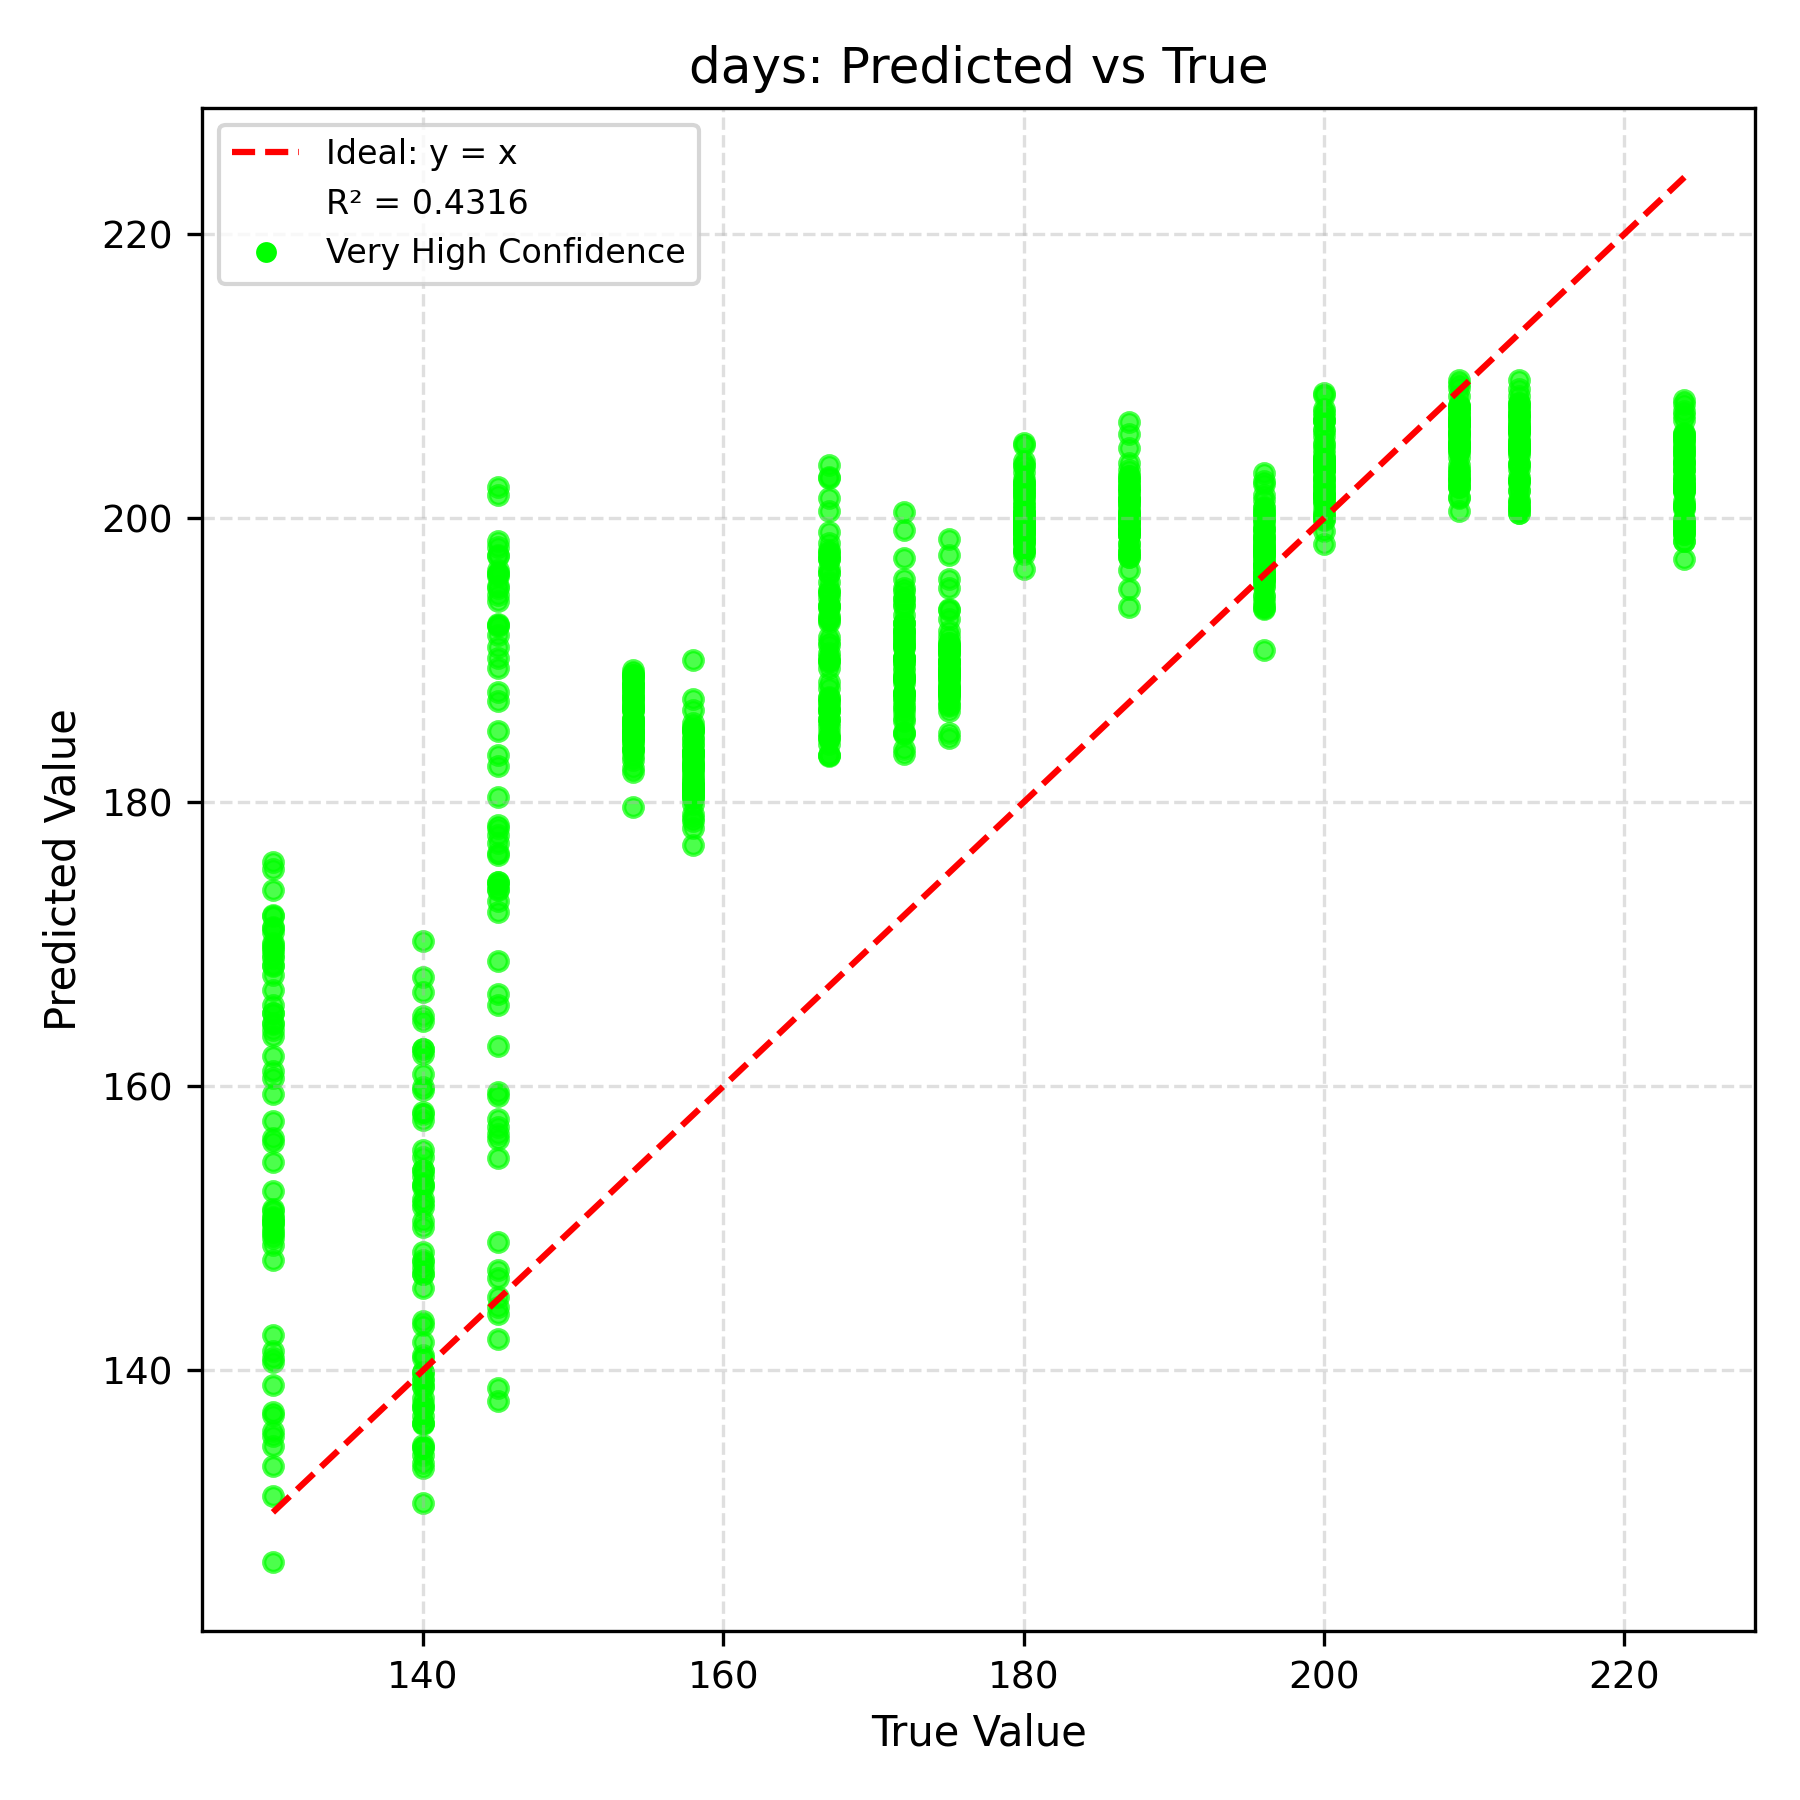 days: Predicted vs True
Ideal: y = x
R² = 0.4316
Very High Confidence
220
200
180
160
140
Predicted Value
140 160 180 200 220
True Value